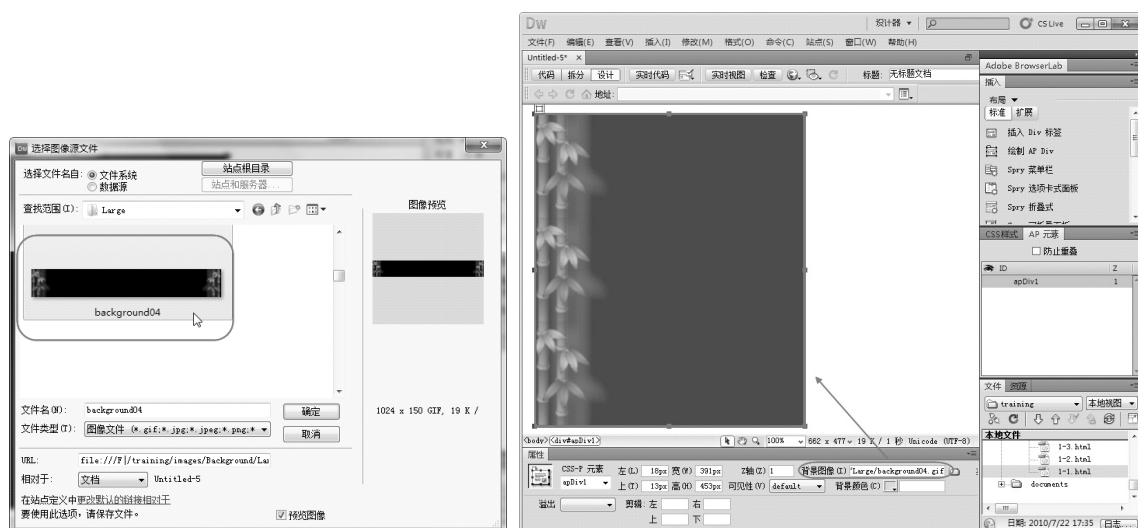 Dw 选择图像源文件
选择文件名自: 文件系统 站点根目录
数据源 站点和服务器...
查找范围(I): Large
图像预览
background04
文件名(N): background04 确定
文件类型(T): 图像文件 (*.gif;*.jpg;*.jpeg;*.png;* 取消
1024 x 150 GIF, 19 K /
URL: file:///F|/training/images/Background/Lar
相对于: 文档 Untitled-5
在站点定义中更改默认的链接相对于
要使用此选项,请保存文件。 预览图像
Dw 设计器 CS Live
文件(F) 编辑(E) 查看(V) 插入(I) 修改(M) 格式(O) 命令(C) 站点(S) 窗口(W) 帮助(H)
Untitled-5*
代码 拆分 设计 实时代码 实时视图 检查 标题: 无标题文档
地址:
Adobe BrowserLab
插入
布局
标准 扩展
插入 Div 标签
绘制 AP Div
Spry 菜单栏
Spry 选项卡式面板
Spry 折叠式
CSS样式 AP 元素
防止重叠
ID Z
apDiv1 1
文件 资源
training 本地视图
本地文件
1-3.html
1-2.html
1-1.html
documents
日期: 2010/7/22 17:35 日志...
<body><div#apDiv1> 100% 662 x 477 19 K / 1 秒 Unicode (UTF-8)
属性
CSS-P 元素 左(L) 18px 宽(W) 391px Z轴(Z) 1 背景图像(I) 'Large/background04.gif
apDiv1 上(T) 13px 高(H) 453px 可见性(V) default 背景颜色(C)
溢出 剪辑: 左 右
上 下